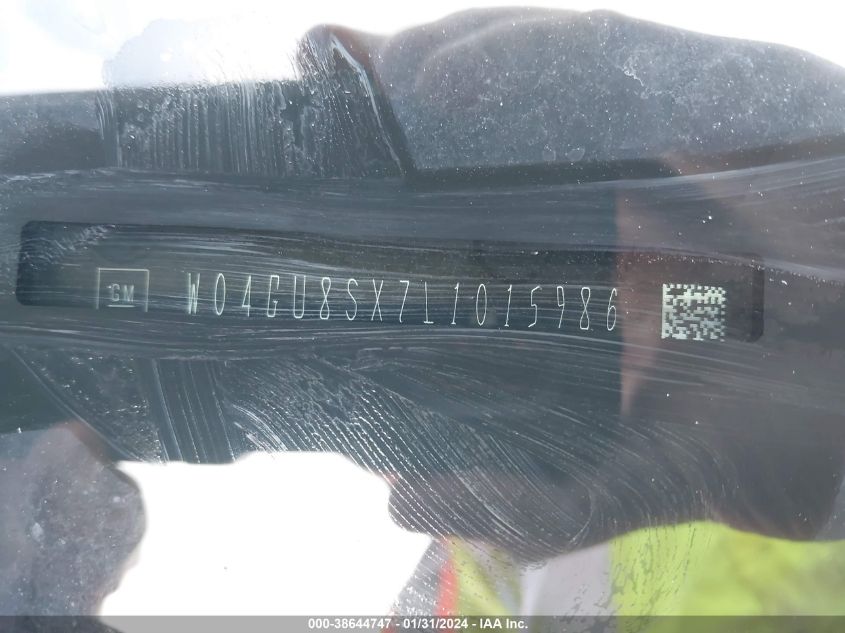 GM W04GU8SX7L1015986
000-38644747 - 01/31/2024 - IAA Inc.